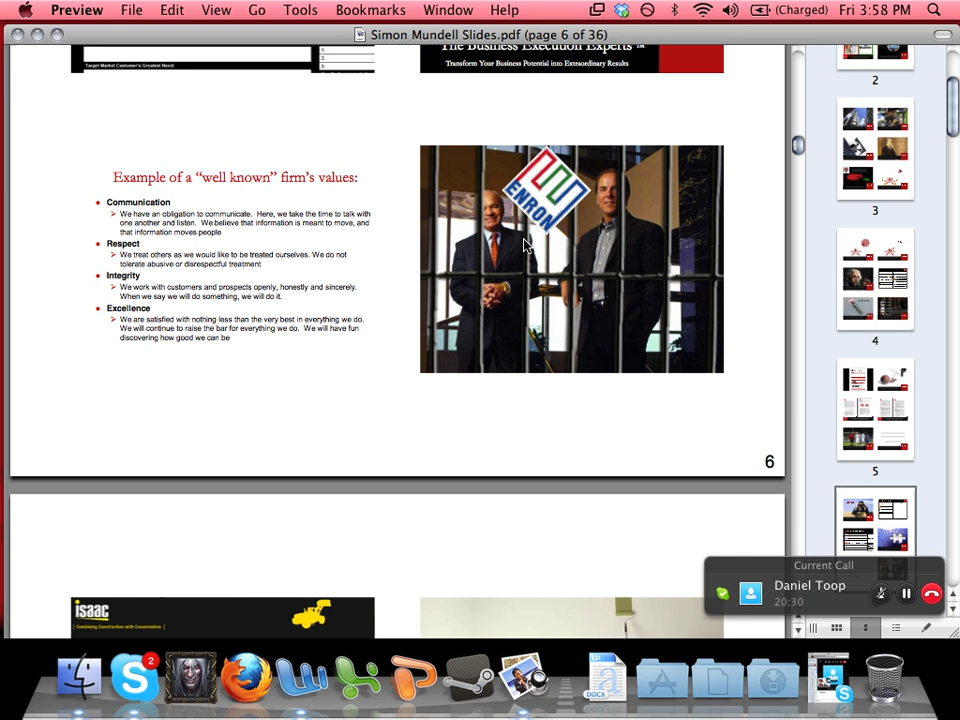 Preview File Edit View Go Tools Bookmarks Window Help (Charged) Fri 3:58 PM
Simon Mundell Slides.pdf (page 6 of 36)
1.
2.
3.
Target Market Customer's Greatest Need:
The Business Execution Experts ™
Transform Your Business Potential into Extraordinary Results
Example of a “well known” firm's values:
Communication
We have an obligation to communicate. Here, we take the time to talk with
one another and listen. We believe that information is meant to move, and
that information moves people
Respect
We treat others as we would like to be treated ourselves. We do not
tolerate abusive or disrespectful treatment
Integrity
We work with customers and prospects openly, honestly and sincerely.
When we say we will do something, we will do it.
Excellence
We are satisfied with nothing less than the very best in everything we do.
We will continue to raise the bar for everything we do. We will have fun
discovering how good we can be
ENRON
6
isaac
Combining Construction with Conservation
2
3
4
5
Current Call
Daniel Toop
20:30
2
DOCX